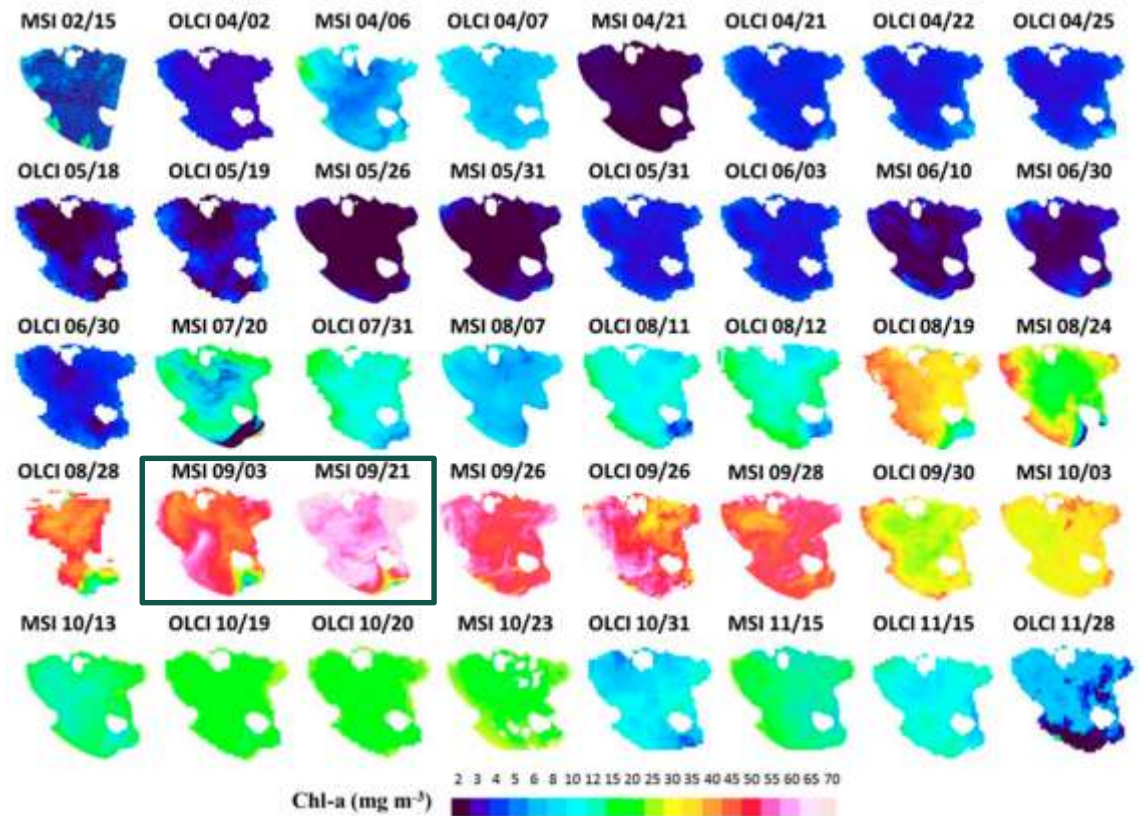 MSI 02/15 OLCI 04/02 MSI 04/06 OLCI 04/07 MSI 04/21 OLCI 04/21 OLCI 04/22 OLCI 04/25
OLCI 05/18 OLCI 05/19 MSI 05/26 MSI 05/31 OLCI 05/31 OLCI 06/03 MSI 06/10 MSI 06/30
OLCI 06/30 MSI 07/20 OLCI 07/31 MSI 08/07 OLCI 08/11 OLCI 08/12 OLCI 08/19 MSI 08/24
OLCI 08/28 MSI 09/03 MSI 09/21 MSI 09/26 OLCI 09/26 MSI 09/28 OLCI 09/30 MSI 10/03
MSI 10/13 OLCI 10/19 OLCI 10/20 MSI 10/23 OLCI 10/31 MSI 11/15 OLCI 11/15 OLCI 11/28
2 3 4 5 6 8 10 12 15 20 25 30 35 40 45 50 55 60 65 70
Chl-a (mg m⁻³)